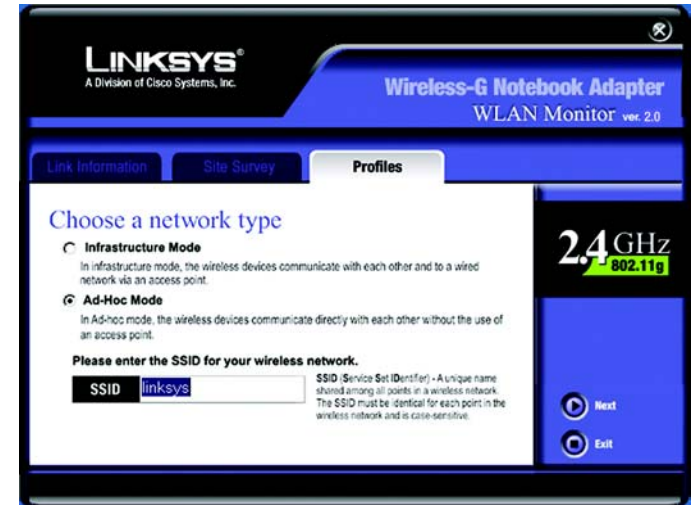 LINKSYS®
A Division of Cisco Systems, Inc.
Wireless-G Notebook Adapter
WLAN Monitor ver. 2.0
Link Information
Site Survey
Profiles
Choose a network type
Infrastructure Mode
In infrastructure mode, the wireless devices communicate with each other and to a wired
network via an access point.
Ad-Hoc Mode
In Ad-hoc mode, the wireless devices communicate directly with each other without the use of
an access point.
Please enter the SSID for your wireless network.
SSID
linksys
SSID (Service Set IDentifer) - A unique name
shared among all points in a wireless network.
The SSID must be identical for each point in the
wireless network and is case-sensitive.
2.4 GHz
802.11g
Next
Exit